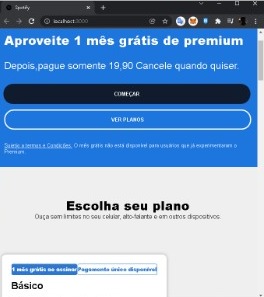 Spotify
localhost:3000
Aproveite 1 mês grátis de premium
Depois,pague somente 19,90 Cancele quando quiser.
COMEÇAR
VER PLANOS
Sujeito a termos e Condições. O mês grátis não está disponível para usuários que já experimentaram o
Premium.
Escolha seu plano
Ouça sem limites no seu celular, alto-falante e em outros dispositivos.
1 mês grátis ao assinar Pagamento único disponível
Básico